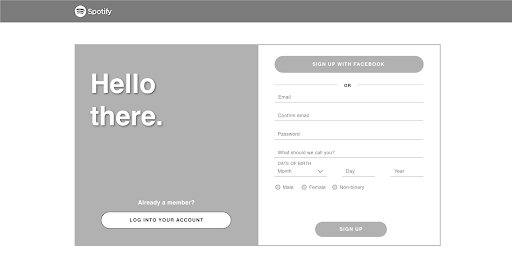 Spotify
Hello
there.
Already a member?
LOG INTO YOUR ACCOUNT
SIGN UP WITH FACEBOOK
OR
Email
Confirm email
Password
What should we call you?
DATE OF BIRTH
Month Day Year
Male Female Non-binary
SIGN UP